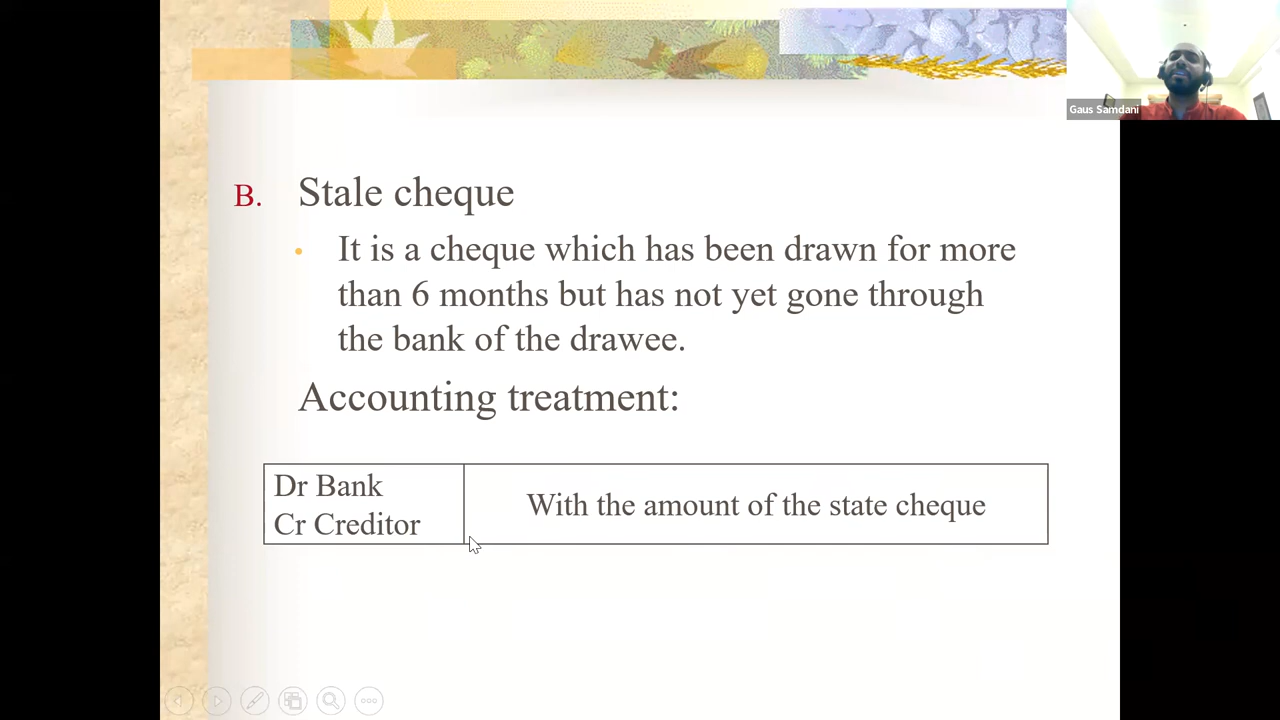 Gaus Samdani
B. Stale cheque
• It is a cheque which has been drawn for more
than 6 months but has not yet gone through
the bank of the drawee.
Accounting treatment:
Dr Bank
Cr Creditor
With the amount of the state cheque